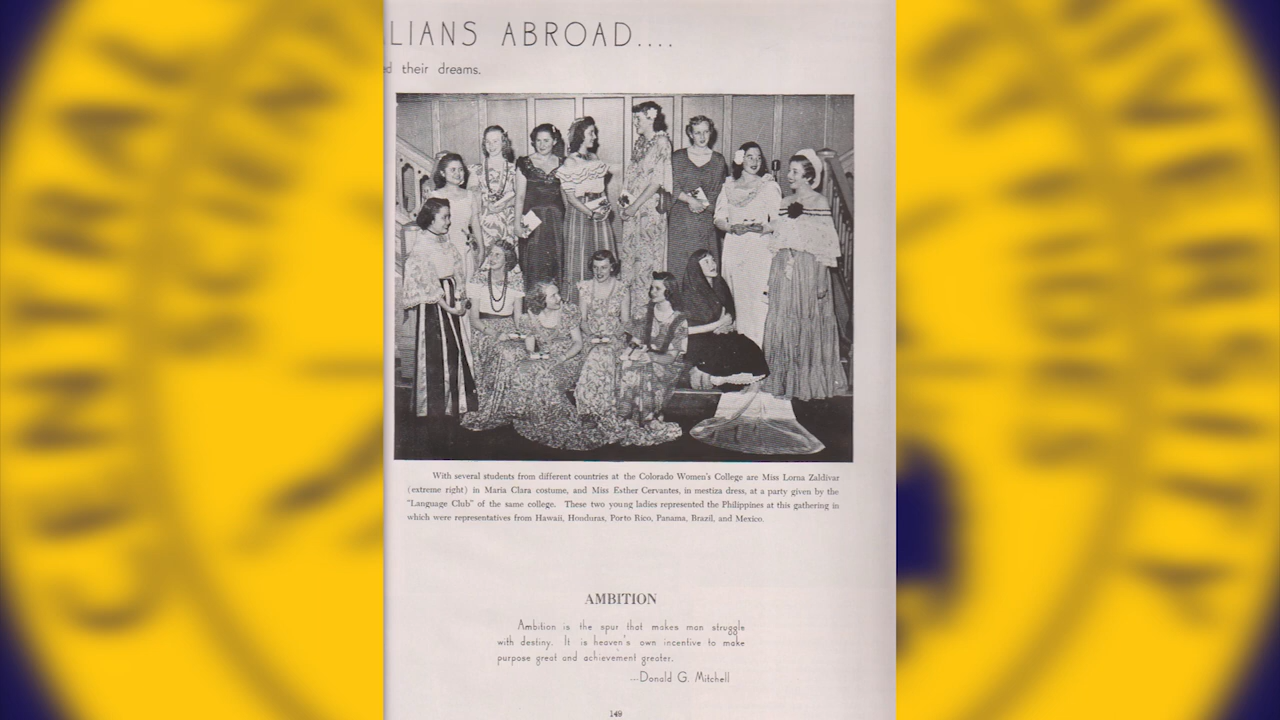 LIANS ABROAD....
ed their dreams.
With several students from different countries at the Colorado Women's College are Miss Lorna Zaldivar
(extreme right) in Maria Clara costume, and Miss Esther Cervantes, in mestiza dress, at a party given by the
"Language Club" of the same college. These two young ladies represented the Philippines at this gathering in
which were representatives from Hawaii, Honduras, Porto Rico, Panama, Brazil, and Mexico.
AMBITION
Ambition is the spur that makes man struggle
with destiny. It is heaven's own incentive to make
purpose great and achievement greater.
---Donald G. Mitchell
149